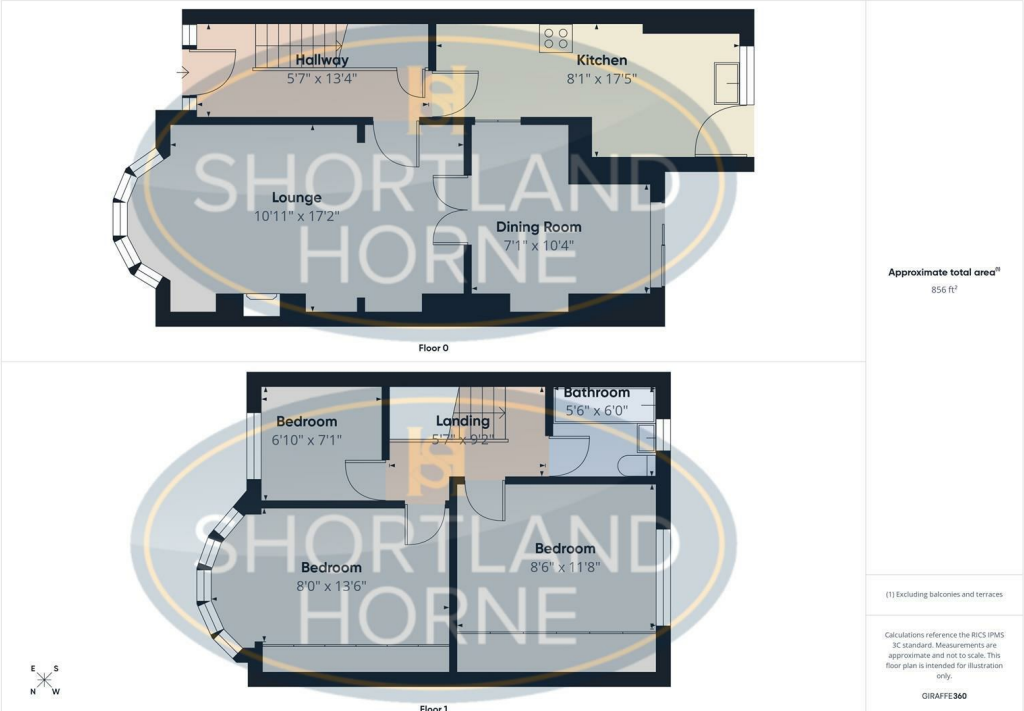 Hallway
5'7" x 13'4"
Kitchen
8'1" x 17'5"
Lounge
10'11" x 17'2"
Dining Room
7'1" x 10'4"
SHORTLAND
HORNE
Floor 0
Approximate total area(1)
856 ft²
Bedroom
6'10" x 7'1"
Landing
5'7" x 9'2"
Bathroom
5'6" x 6'0"
SHORTLAND
HORNE
Bedroom
8'0" x 13'6"
Bedroom
8'6" x 11'8"
E S
N W
Floor 1
(1) Excluding balconies and terraces
Calculations reference the RICS IPMS
3C standard. Measurements are
approximate and not to scale. This
floor plan is intended for illustration
only.
GIRAFFE360